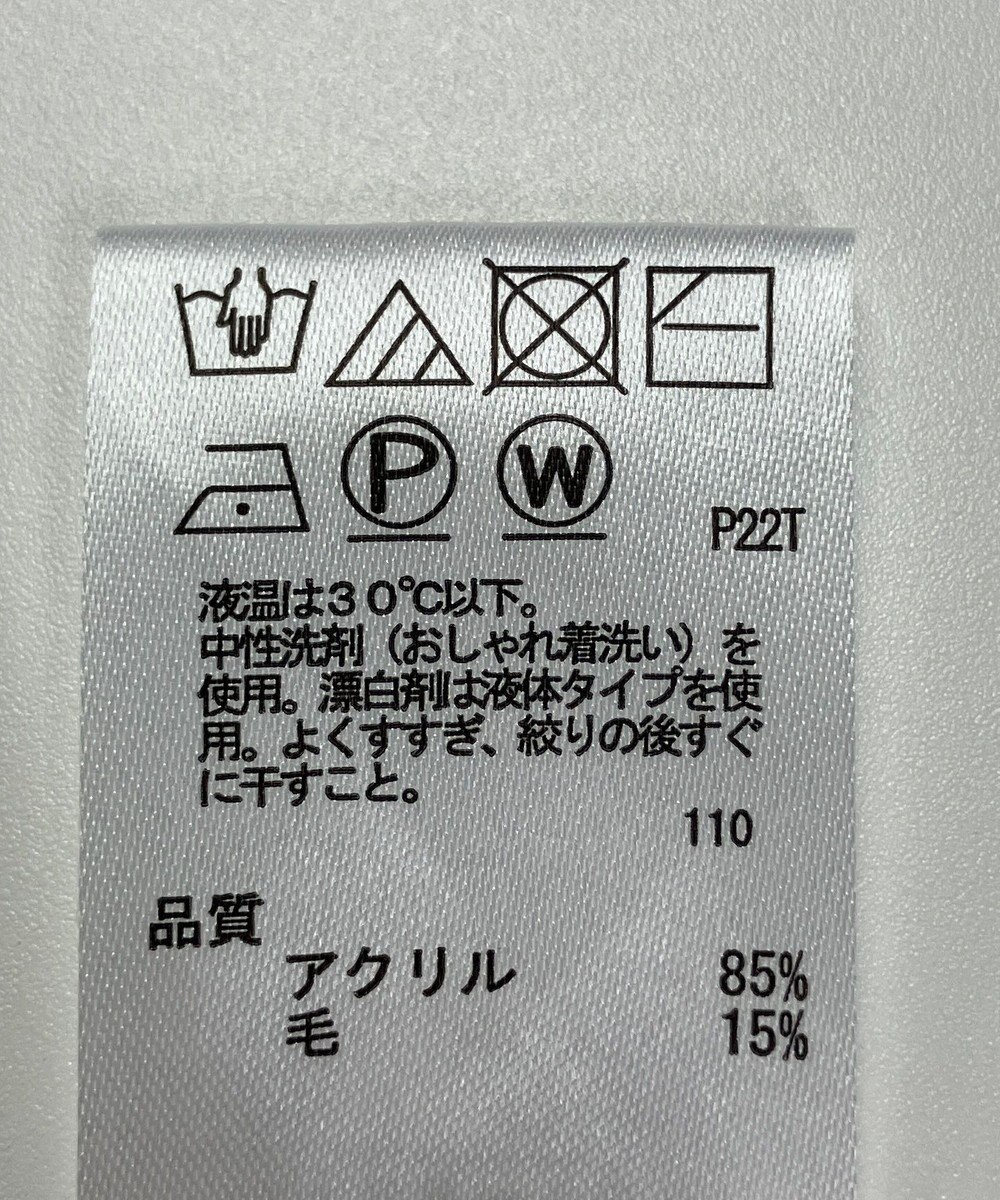 P W P22T
液温は３０℃以下。
中性洗剤（おしゃれ着洗い）を
使用。漂白剤は液体タイプを使
用。よくすすぎ、絞りの後すぐ
に干すこと。
110
品質
アクリル 85%
毛 15%